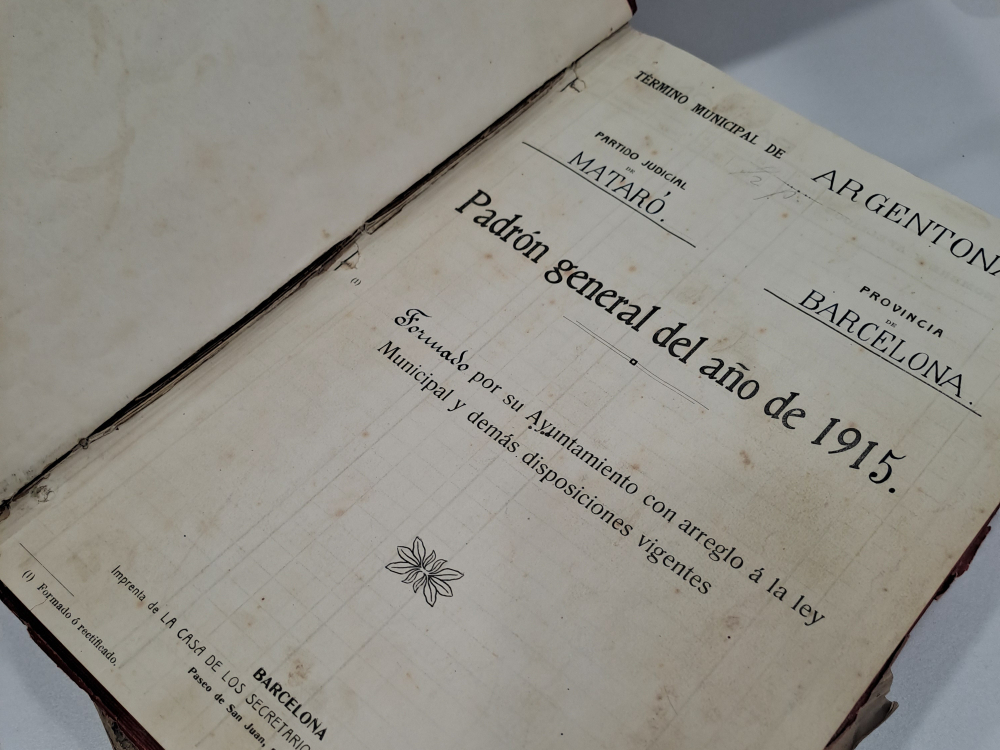 TÉRMINO MUNICIPAL DE ARGENTONA
PARTIDO JUDICIAL
DE
MATARÓ.
PROVINCIA
DE
BARCELONA.
Padrón general del año de 1915.
(1) Formado por su Ayuntamiento con arreglo á la ley
Municipal y demás disposiciones vigentes
(1) Formado ó rectificado.
Imprenta de LA CASA DE LOS SECRETARIO
BARCELONA
Paseo de San Juan,